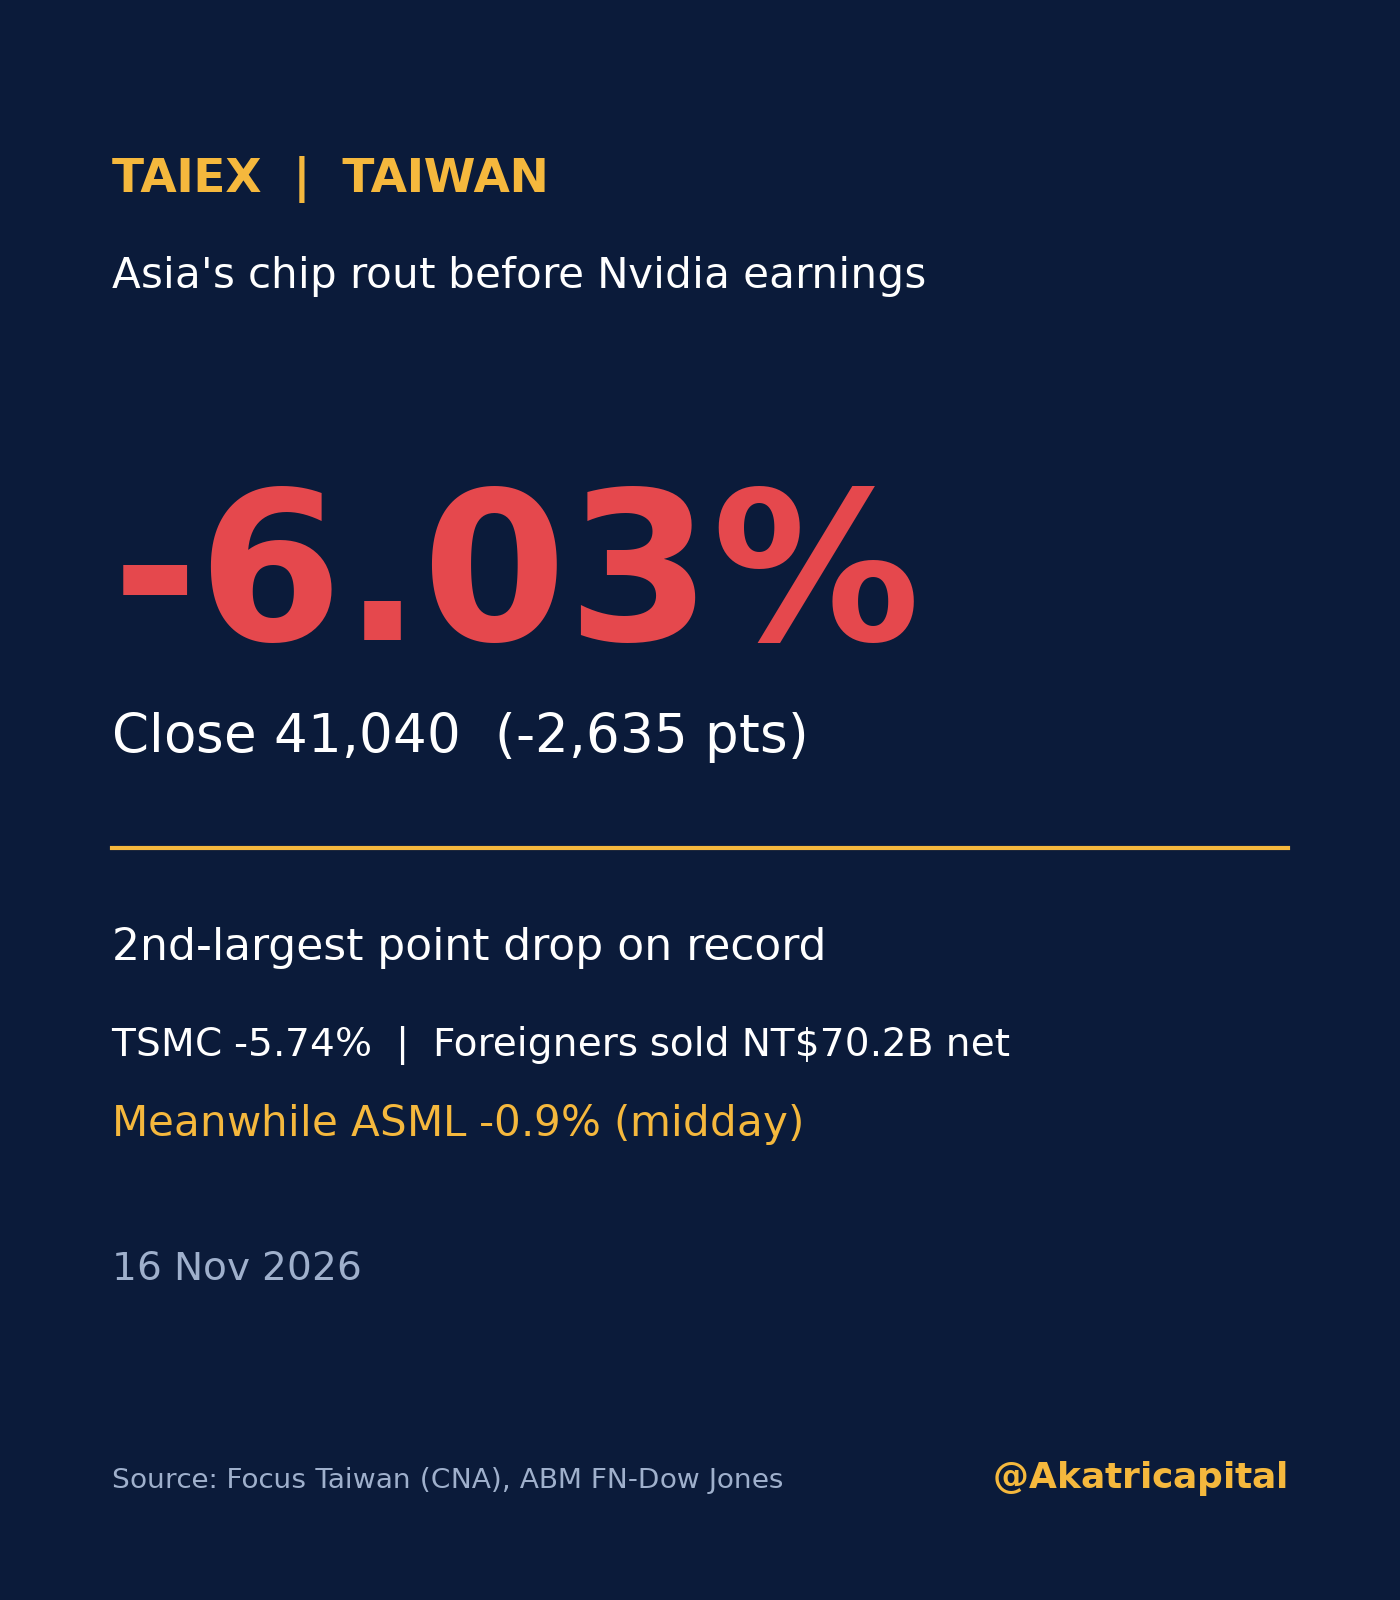 TAIEX | TAIWAN
Asia's chip rout before Nvidia earnings
-6.03%
Close 41,040 (-2,635 pts)
2nd-largest point drop on record
TSMC -5.74% | Foreigners sold NT$70.2B net
Meanwhile ASML -0.9% (midday)
16 Nov 2026
Source: Focus Taiwan (CNA), ABM FN-Dow Jones
@Akatricapital